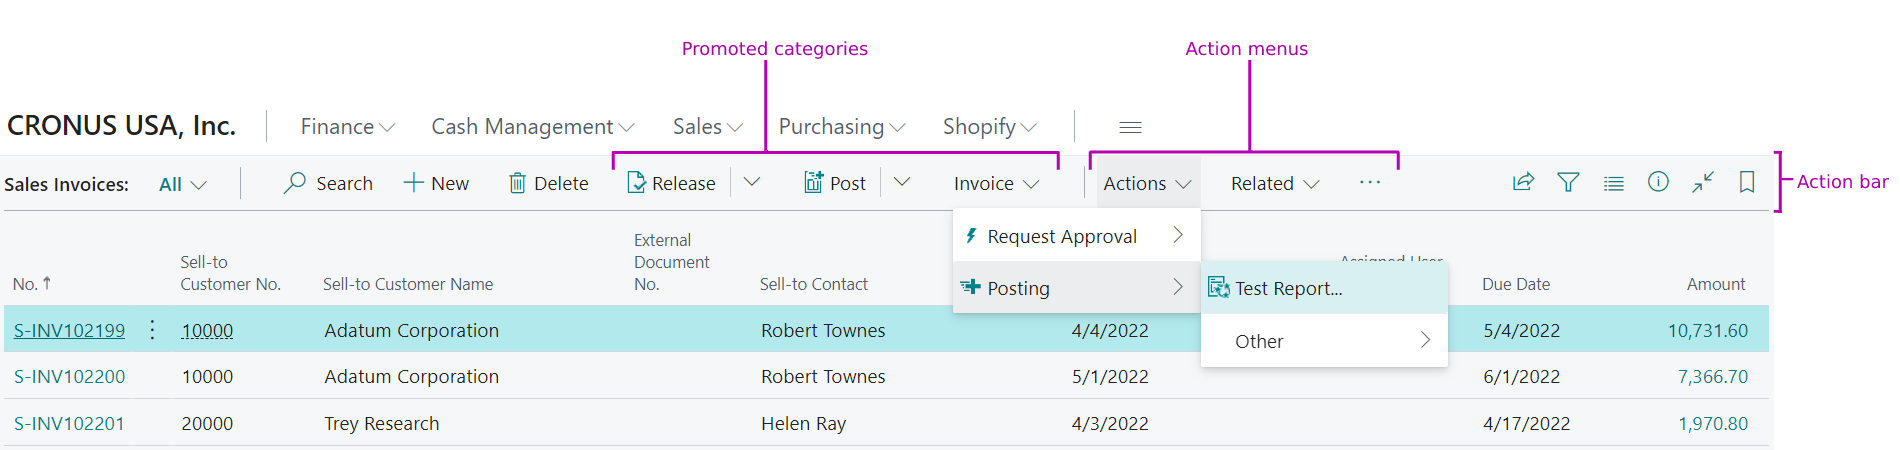 Promoted categories
Action menus
CRONUS USA, Inc.
Finance
Cash Management
Sales
Purchasing
Shopify
Sales Invoices:
All
Search
New
Delete
Release
Post
Invoice
Actions
Related
...
Action bar
Request Approval
Posting
Test Report...
Other
No. ↑
Sell-to
Customer No.
Sell-to Customer Name
External
Document
No.
Sell-to Contact
Assigned User
Due Date
Amount
S-INV102199 10000 Adatum Corporation Robert Townes 4/4/2022 5/4/2022 10,731.60
S-INV102200 10000 Adatum Corporation Robert Townes 5/1/2022 6/1/2022 7,366.70
S-INV102201 20000 Trey Research Helen Ray 4/3/2022 4/17/2022 1,970.80